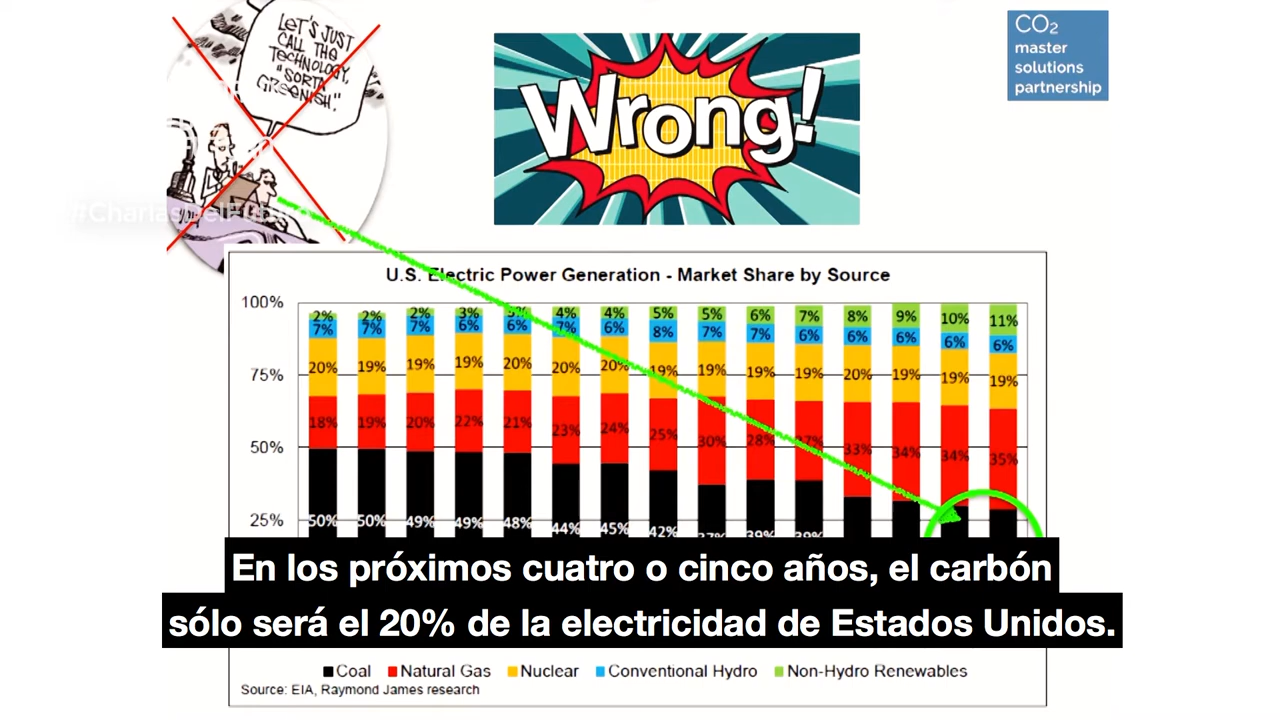 LET'S JUST
CALL THE
TECHNOLOGY,
"SORTA
GREENISH."
Wrong!
CO₂
master
solutions
partnership
#CharlasDelFuturo
U.S. Electric Power Generation - Market Share by Source
100%
2% 2% 2% 3% 3% 4% 4% 5% 5% 6% 7% 8% 9% 10% 11%
7% 7% 7% 6% 6% 7% 6% 8% 7% 7% 6% 6% 6% 6% 6%
75%
20% 19% 19% 19% 20% 20% 20% 19% 19% 19% 19% 20% 19% 19% 19%
18% 19% 20% 22% 21% 23% 24% 25% 30% 28% 27% 33% 34% 34% 35%
50%
25%
50% 50% 49% 49% 48% 44% 45% 42% 37% 39% 39%
En los próximos cuatro o cinco años, el carbón
sólo será el 20% de la electricidad de Estados Unidos.
Coal Natural Gas Nuclear Conventional Hydro Non-Hydro Renewables
Source: EIA, Raymond James research